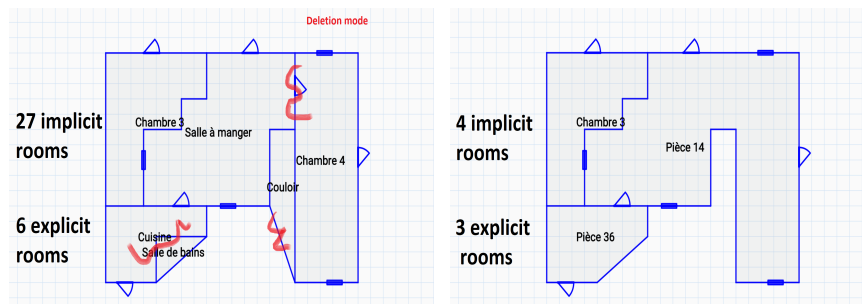 Deletion mode
27 implicit
rooms
Chambre 3
Salle à manger
Chambre 4
Couloir
6 explicit
rooms
Cuisine
Salle de bains
4 implicit
rooms
Chambre 3
Pièce 14
3 explicit
rooms
Pièce 36